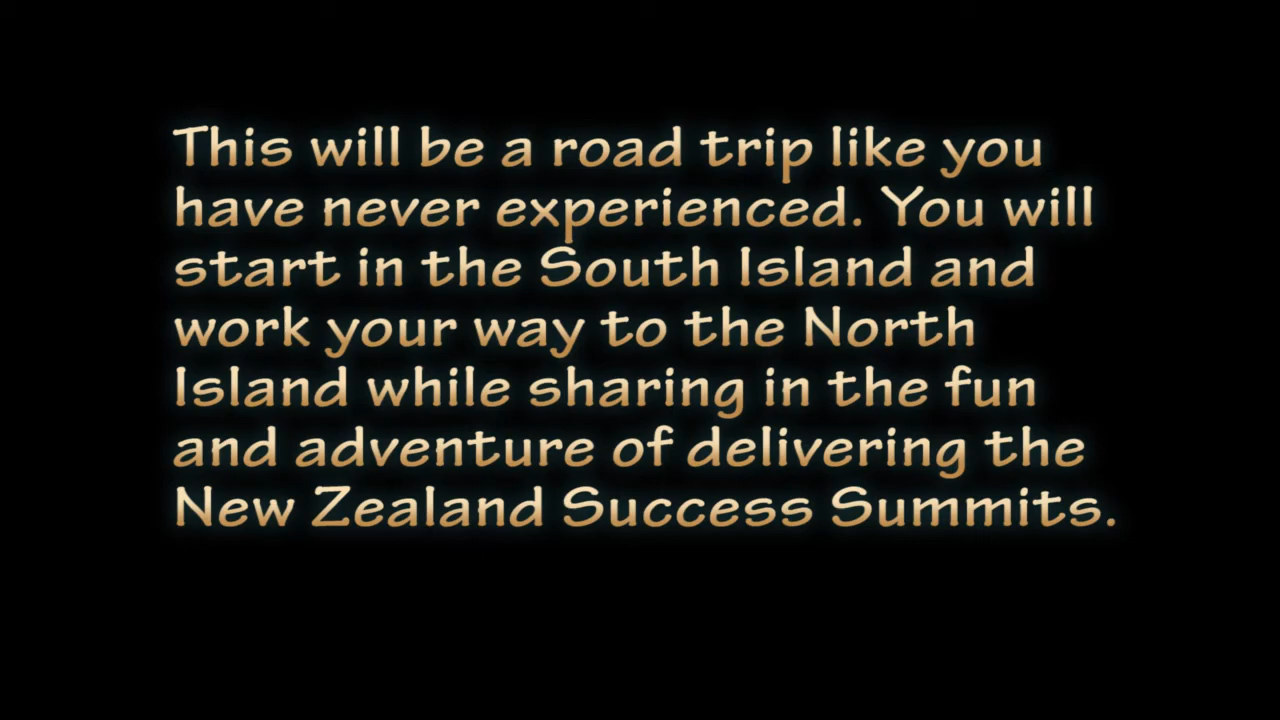 This will be a road trip like you
have never experienced. You will
start in the South Island and
work your way to the North
Island while sharing in the fun
and adventure of delivering the
New Zealand Success Summits.